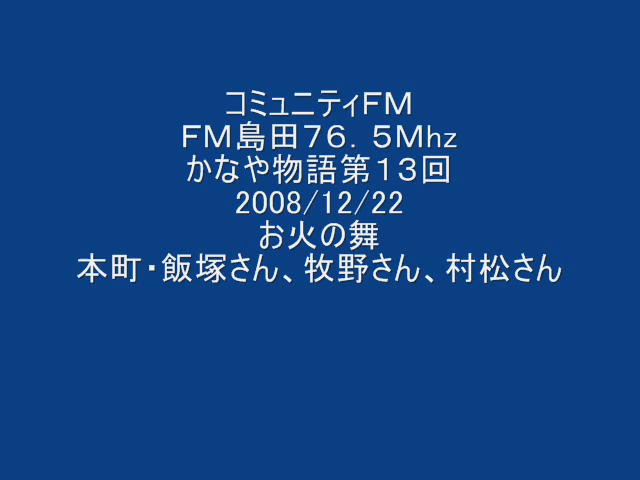 コミュニティＦＭ
ＦＭ島田７６．５Ｍhz
かなや物語第１３回
2008/12/22
お火の舞
本町・飯塚さん、牧野さん、村松さん